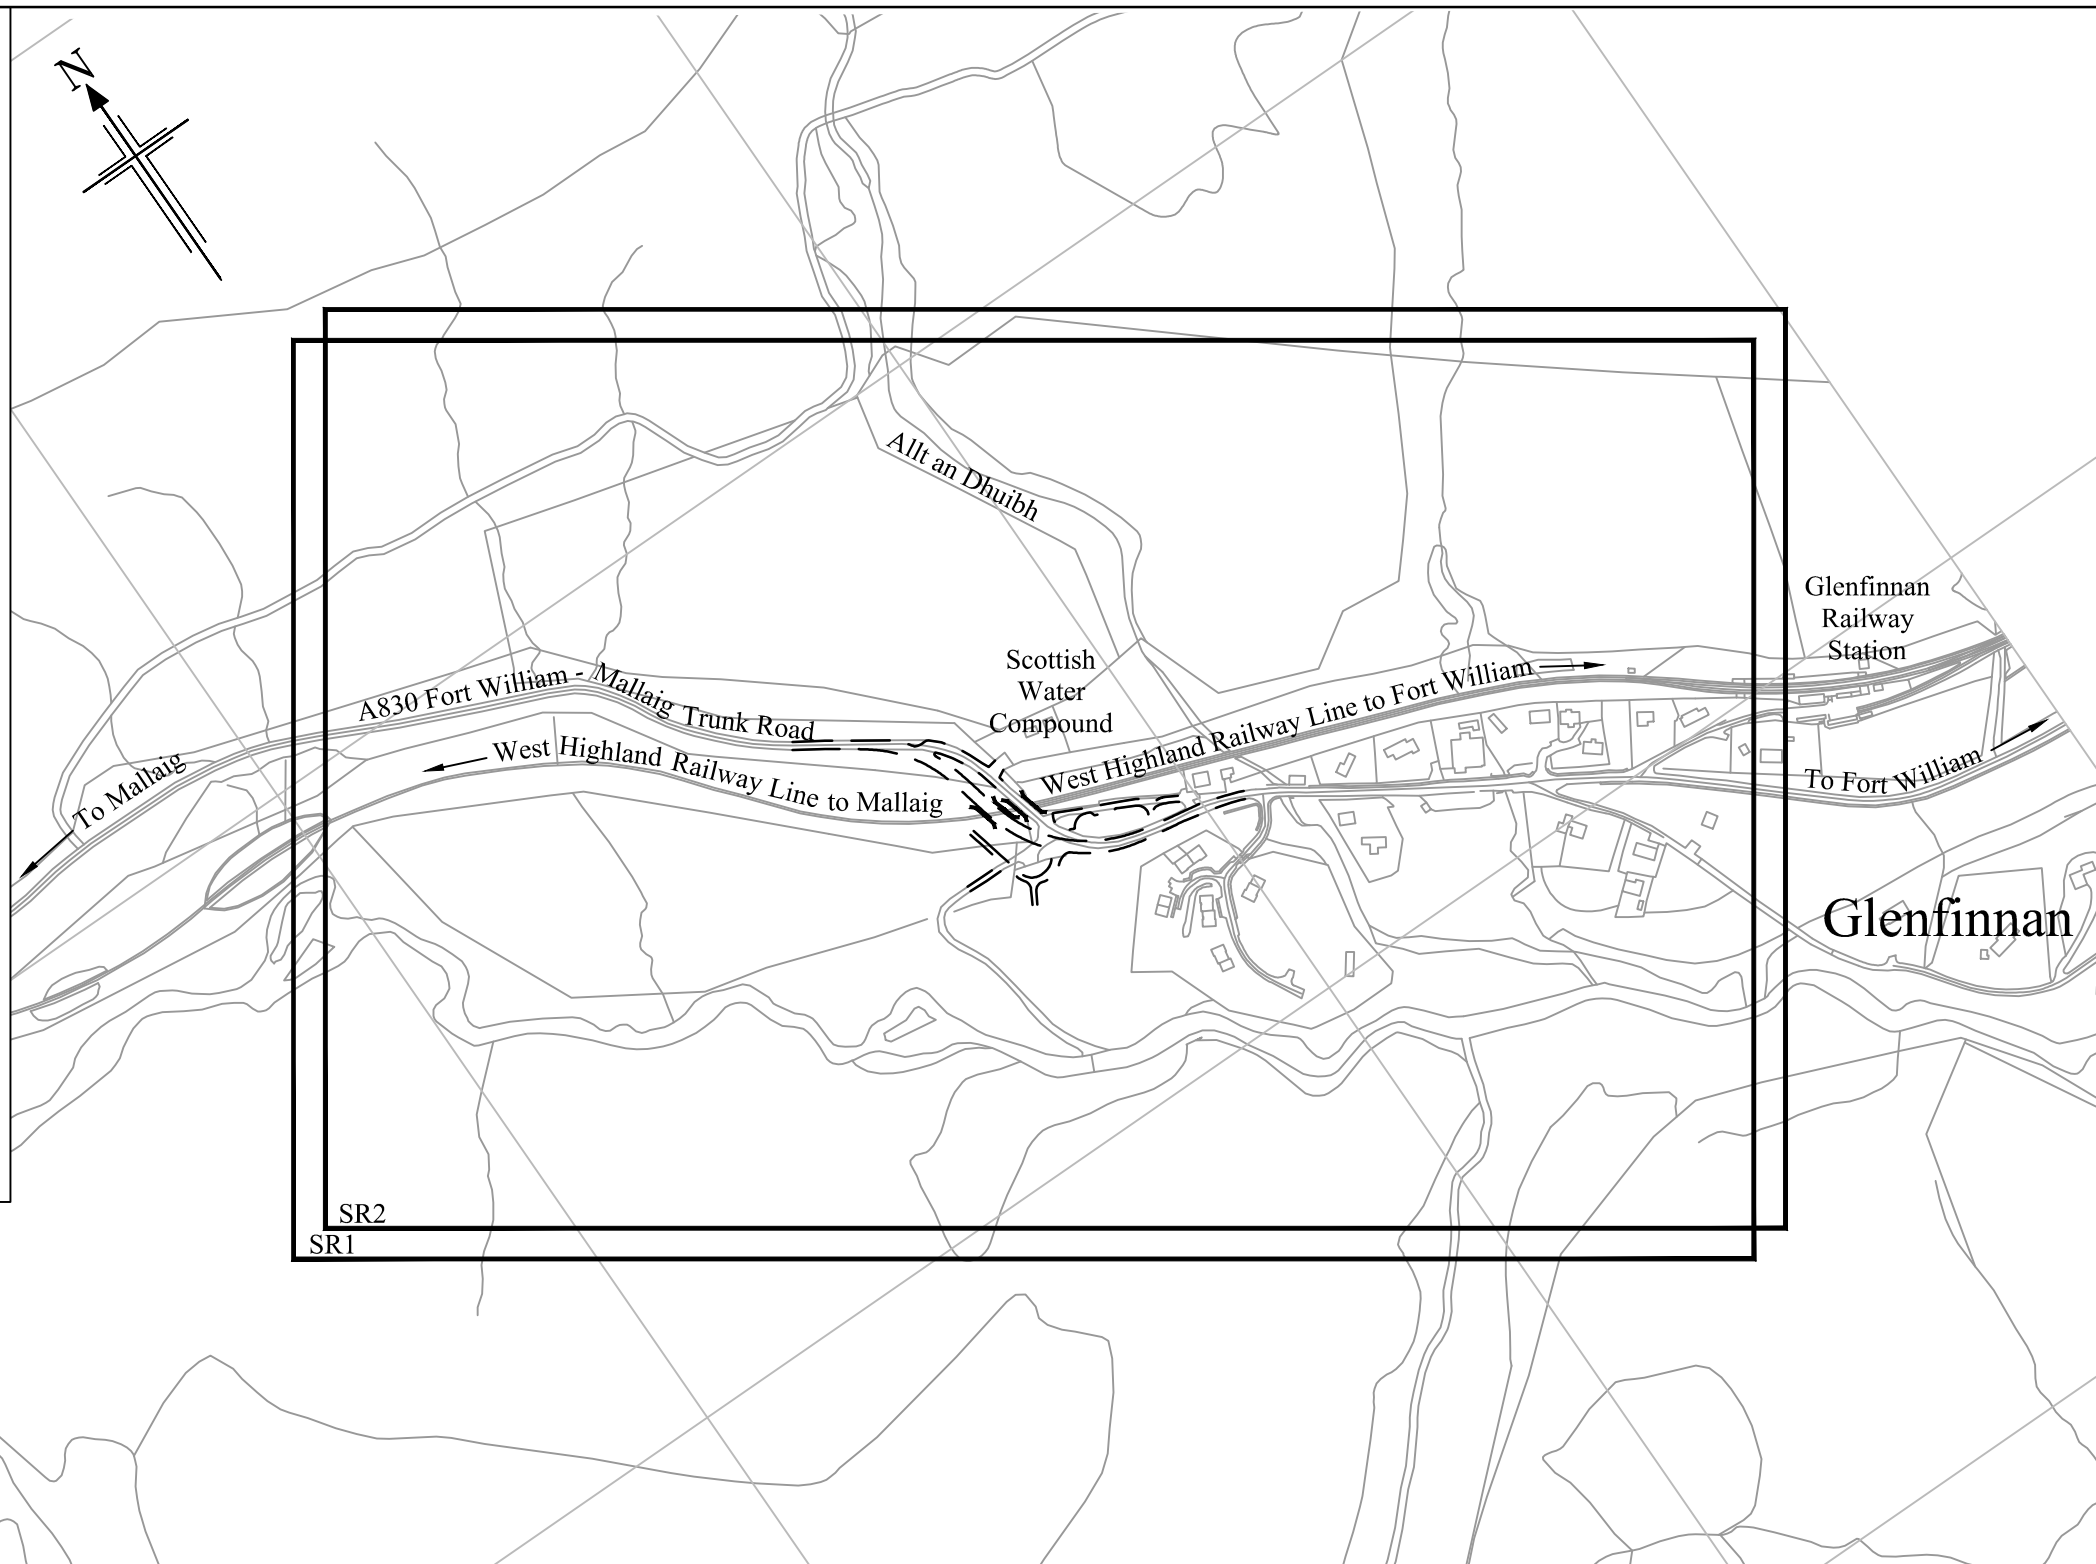 N
Allt an Dhuibh
Glenfinnan
Railway
Station
Scottish
Water
Compound
A830 Fort William - Mallaig Trunk Road
West Highland Railway Line to Fort William
West Highland Railway Line to Mallaig
To Mallaig
To Fort William
Glenfinnan
SR2
SR1